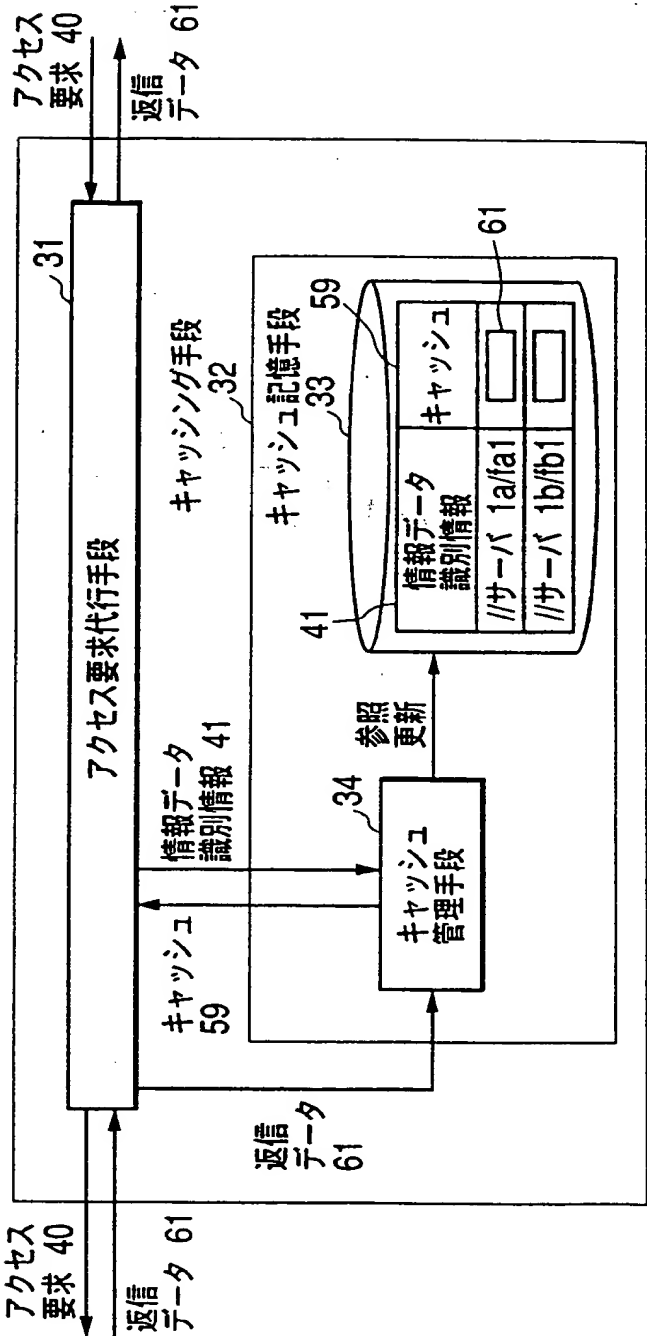 アクセス
要求 40
返信
データ 61
アクセス
要求 40
返信
データ 61
31
アクセス要求代行手段
キャッシュ
59
情報データ
識別情報 41
返信
データ
61
キャッシング手段
32
キャッシュ記憶手段
33
34
キャッシュ
管理手段
参照
更新
41
59
情報データ
識別情報
キャッシュ
//サーバ 1a/fa1
//サーバ 1b/fb1
61